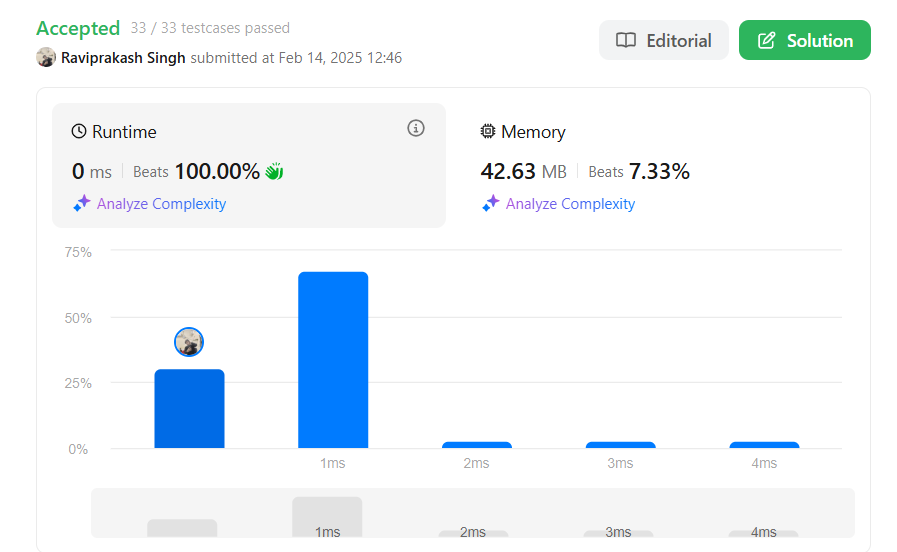 Accepted 33 / 33 testcases passed
Raviprakash Singh submitted at Feb 14, 2025 12:46
Editorial
Solution
Runtime
0 ms Beats 100.00%
Analyze Complexity
Memory
42.63 MB Beats 7.33%
Analyze Complexity
75%
50%
25%
0%
1ms 2ms 3ms 4ms
1ms 2ms 3ms 4ms